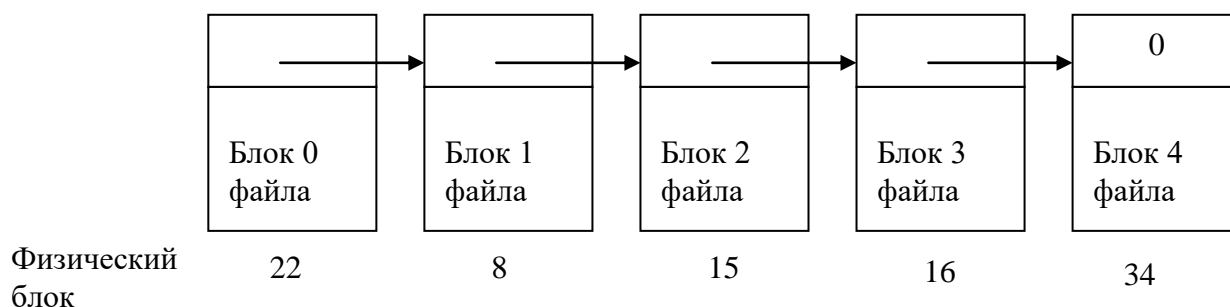 0
Блок 0 Блок 1 Блок 2 Блок 3 Блок 4
файла файла файла файла файла
Физический 22 8 15 16 34
блок